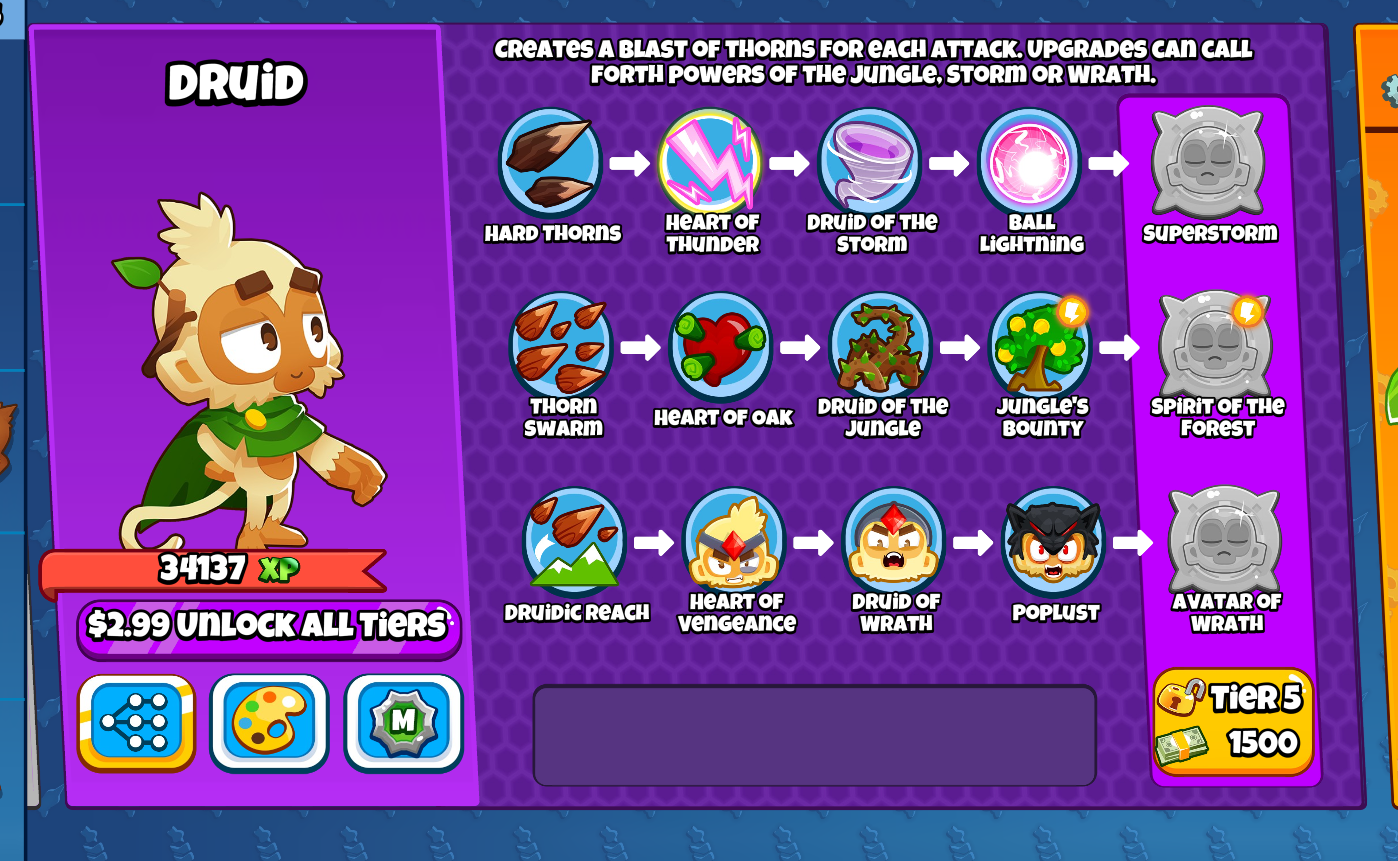 DRUID
CREATES A BLAST OF THORNS FOR EACH ATTACK. UPGRADES CAN CALL
FORTH POWERS OF THE JUNGLE, STORM OR WRATH.
HARD THORNS
HEART OF
THUNDER
DRUID OF THE
STORM
BALL
LIGHTNING
SUPERSTORM
THORN
SWARM
HEART OF OAK
DRUID OF THE
JUNGLE
JUNGLE'S
BOUNTY
SPIRIT OF THE
FOREST
DRUIDIC REACH
HEART OF
VENGEANCE
DRUID OF
WRATH
POPLUST
AVATAR OF
WRATH
34137 XP
$2.99 UNLOCK ALL TIERS
M
TIER 5
1500